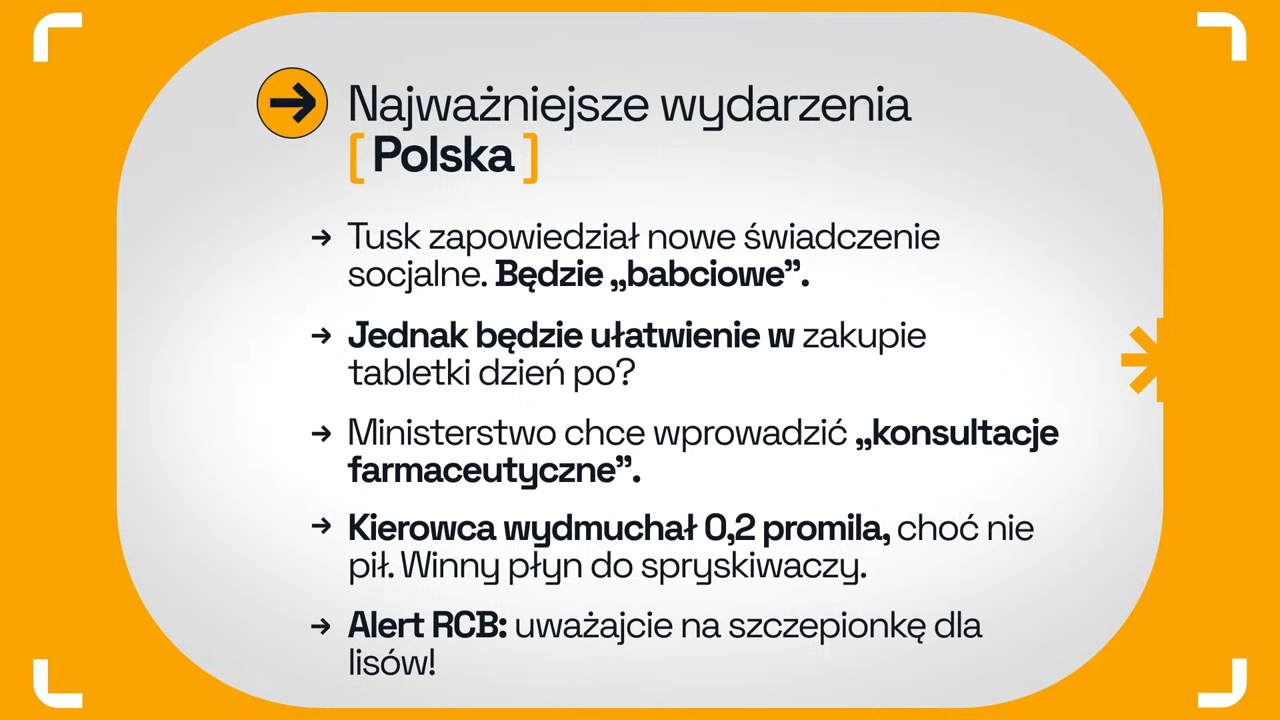 Najważniejsze wydarzenia
[ Polska ]
→ Tusk zapowiedział nowe świadczenie
socjalne. Będzie „babciowe”.
→ Jednak będzie ułatwienie w zakupie
tabletki dzień po?
→ Ministerstwo chce wprowadzić „konsultacje
farmaceutyczne”.
→ Kierowca wydmuchał 0,2 promila, choć nie
pił. Winny płyn do spryskiwaczy.
→ Alert RCB: uważajcie na szczepionkę dla
lisów!